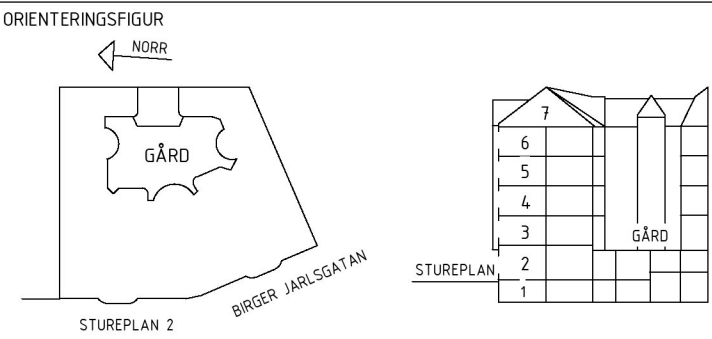 ORIENTERINGSFIGUR
NORR
GÅRD
STUREPLAN 2
BIRGER JARLSGATAN
7
6
5
4
3
2
1
GÅRD
STUREPLAN